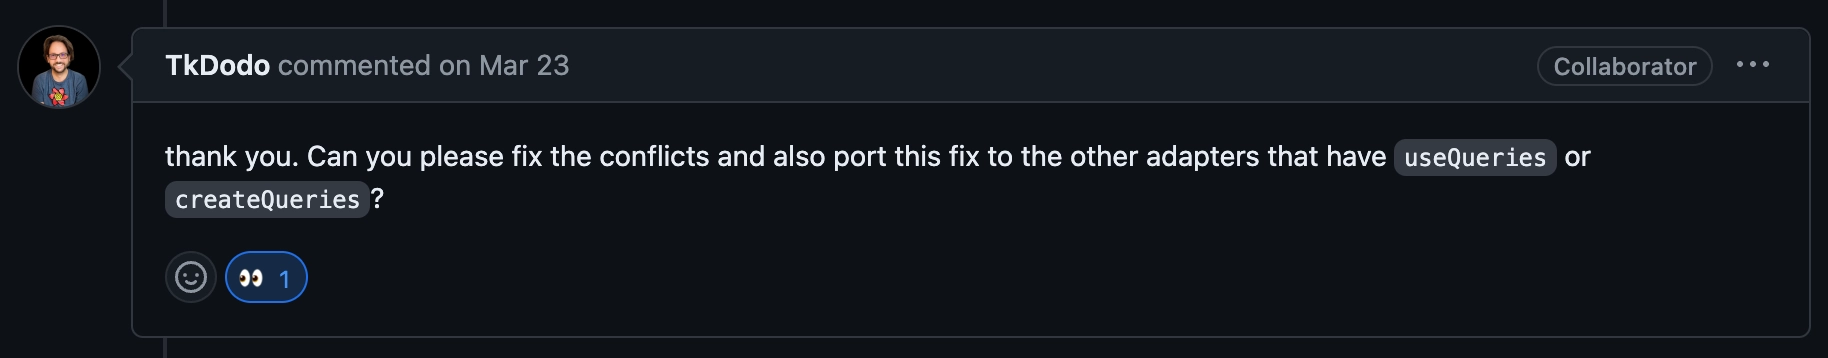 TkDodo commented on Mar 23
Collaborator
thank you. Can you please fix the conflicts and also port this fix to the other adapters that have useQueries or
createQueries?
👀 1